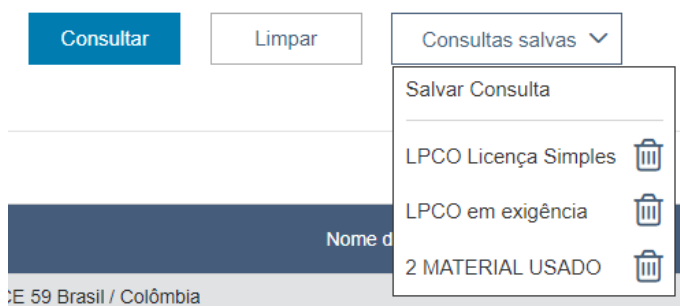 Consultar
Limpar
Consultas salvas
Salvar Consulta
LPCO Licença Simples
LPCO em exigência
Nome d
2 MATERIAL USADO
CE 59 Brasil / Colômbia